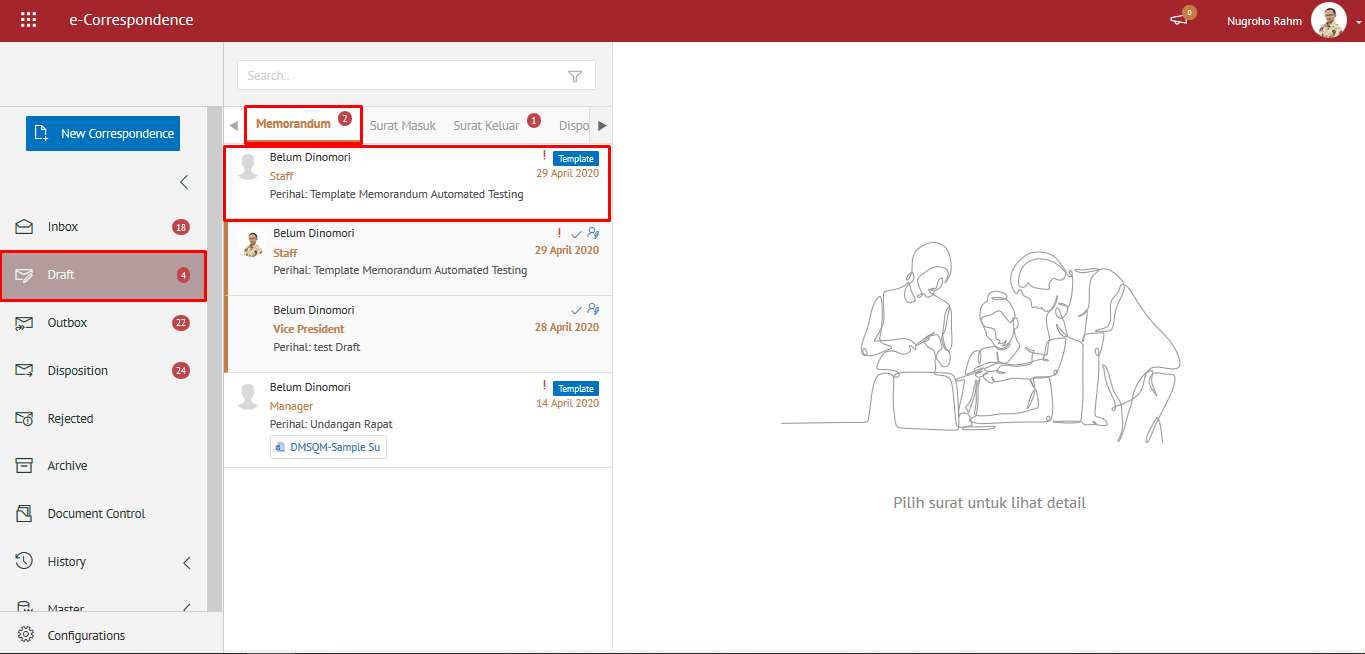 e-Correspondence
0
Nugroho Rahm
New Correspondence
Inbox 18
Draft 4
Outbox 22
Disposition 24
Rejected
Archive
Document Control
History
Master
Configurations
Search..
Memorandum 2
Surat Masuk
Surat Keluar 1
Dispo
Belum Dinomori
! Template
Staff
29 April 2020
Perihal: Template Memorandum Automated Testing
Belum Dinomori
!
Staff
29 April 2020
Perihal: Template Memorandum Automated Testing
Belum Dinomori
Vice President
28 April 2020
Perihal: test Draft
Belum Dinomori
! Template
Manager
14 April 2020
Perihal: Undangan Rapat
DMSQM-Sample Su
Pilih surat untuk lihat detail